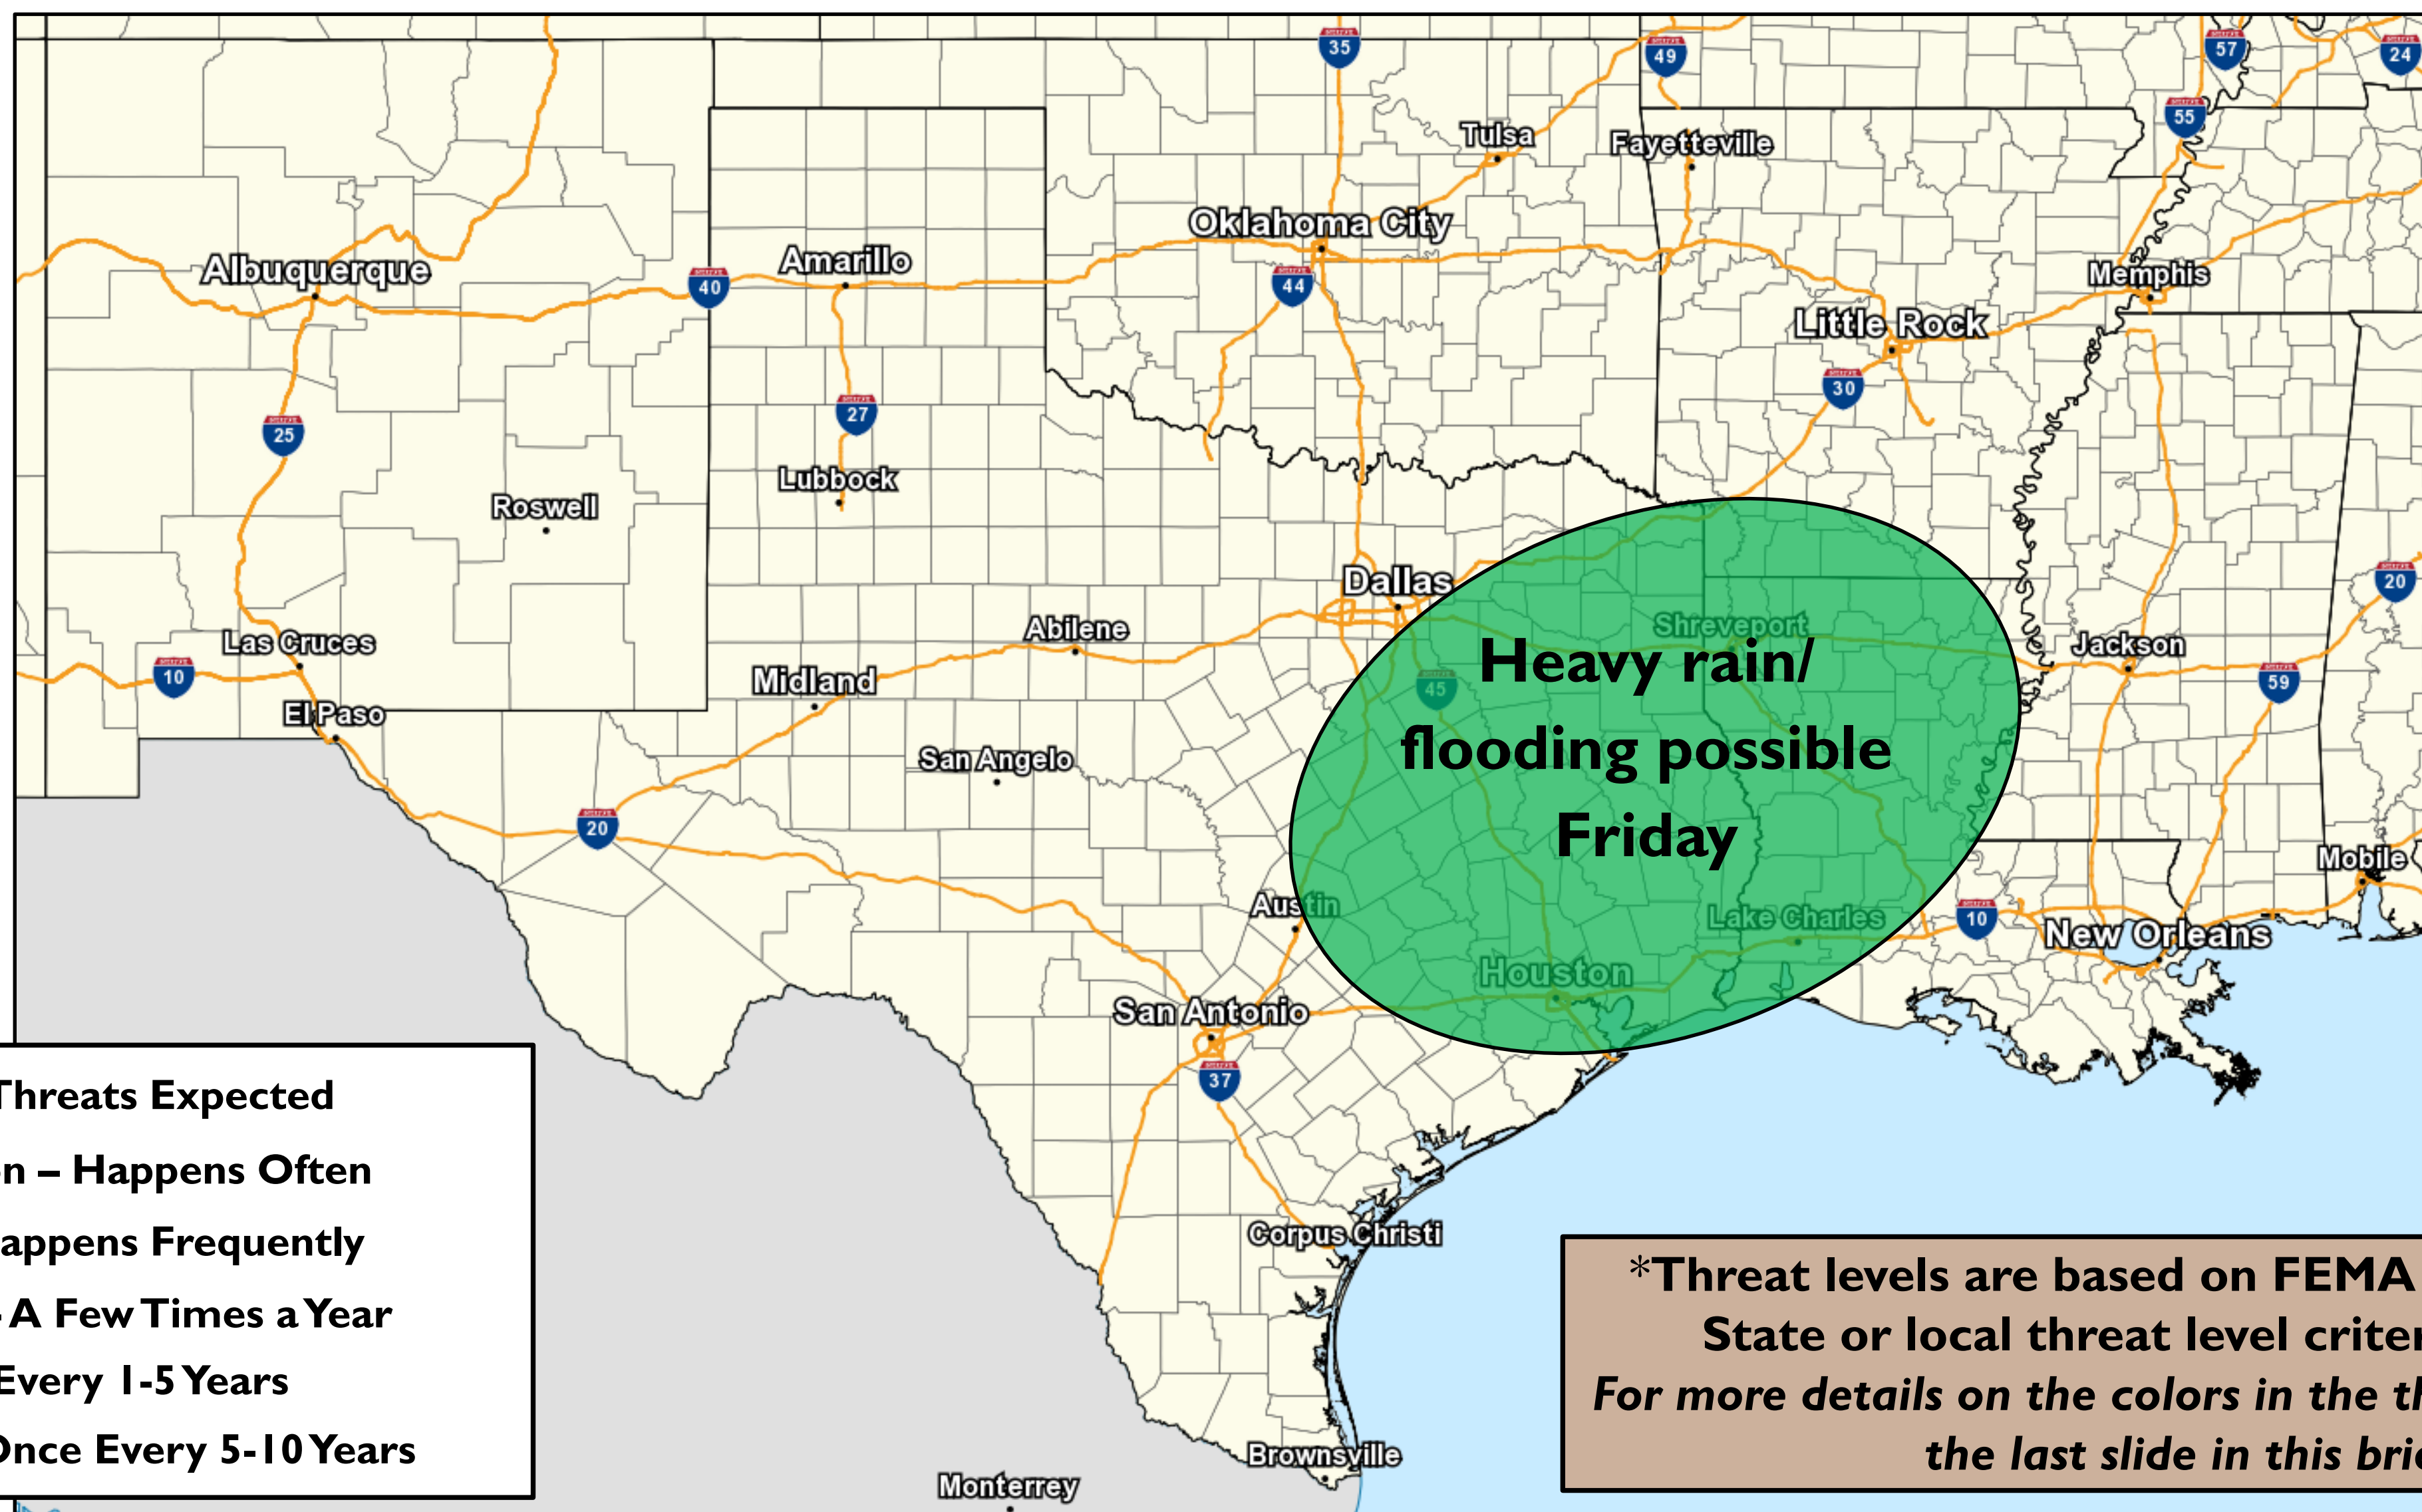 35
49
57
24
55
Tulsa
Fayetteville
Oklahoma City
Albuquerque
40
Amarillo
44
Memphis
Little Rock
30
27
25
Lubbock
Roswell
Dallas
20
Shreveport
Abilene
Las Cruces
Jackson
10
Midland
45
59
El Paso
San Angelo
20
Heavy rain/
flooding possible
Friday
Mobile
Austin
Lake Charles
10
New Orleans
Houston
San Antonio
37
Corpus Christi
Brownsville
Monterrey
Threats Expected
n – Happens Often
appens Frequently
- A Few Times a Year
Every 1-5 Years
Once Every 5-10 Years
*Threat levels are based on FEMA
State or local threat level criter
For more details on the colors in the th
the last slide in this brie